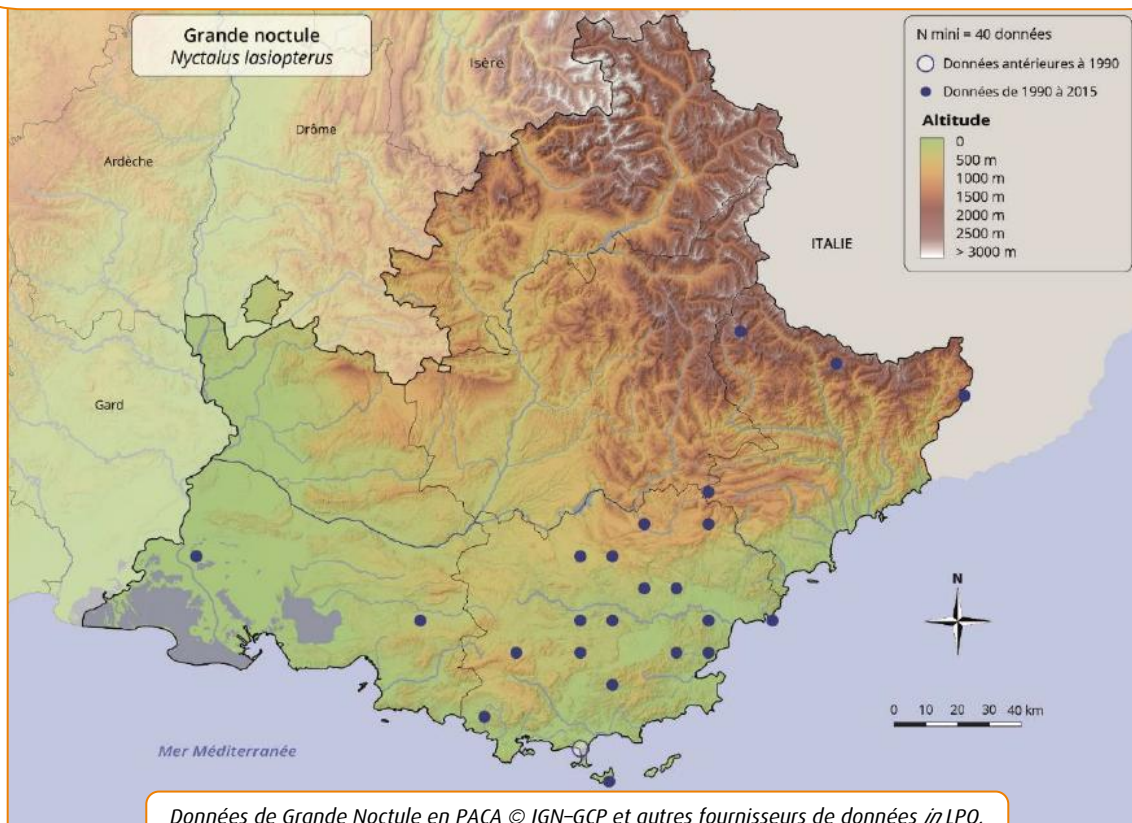 Grande noctule
Nyctalus lasiopterus
N mini = 40 données
Données antérieures à 1990
Données de 1990 à 2015
Altitude
0
500 m
1000 m
1500 m
2000 m
2500 m
> 3000 m
Isère
Drôme
Ardèche
ITALIE
Gard
N
0 10 20 30 40 km
Mer Méditerranée
Données de Grande Noctule en PACA © IGN–GCP et autres fournisseurs de données in LPO,